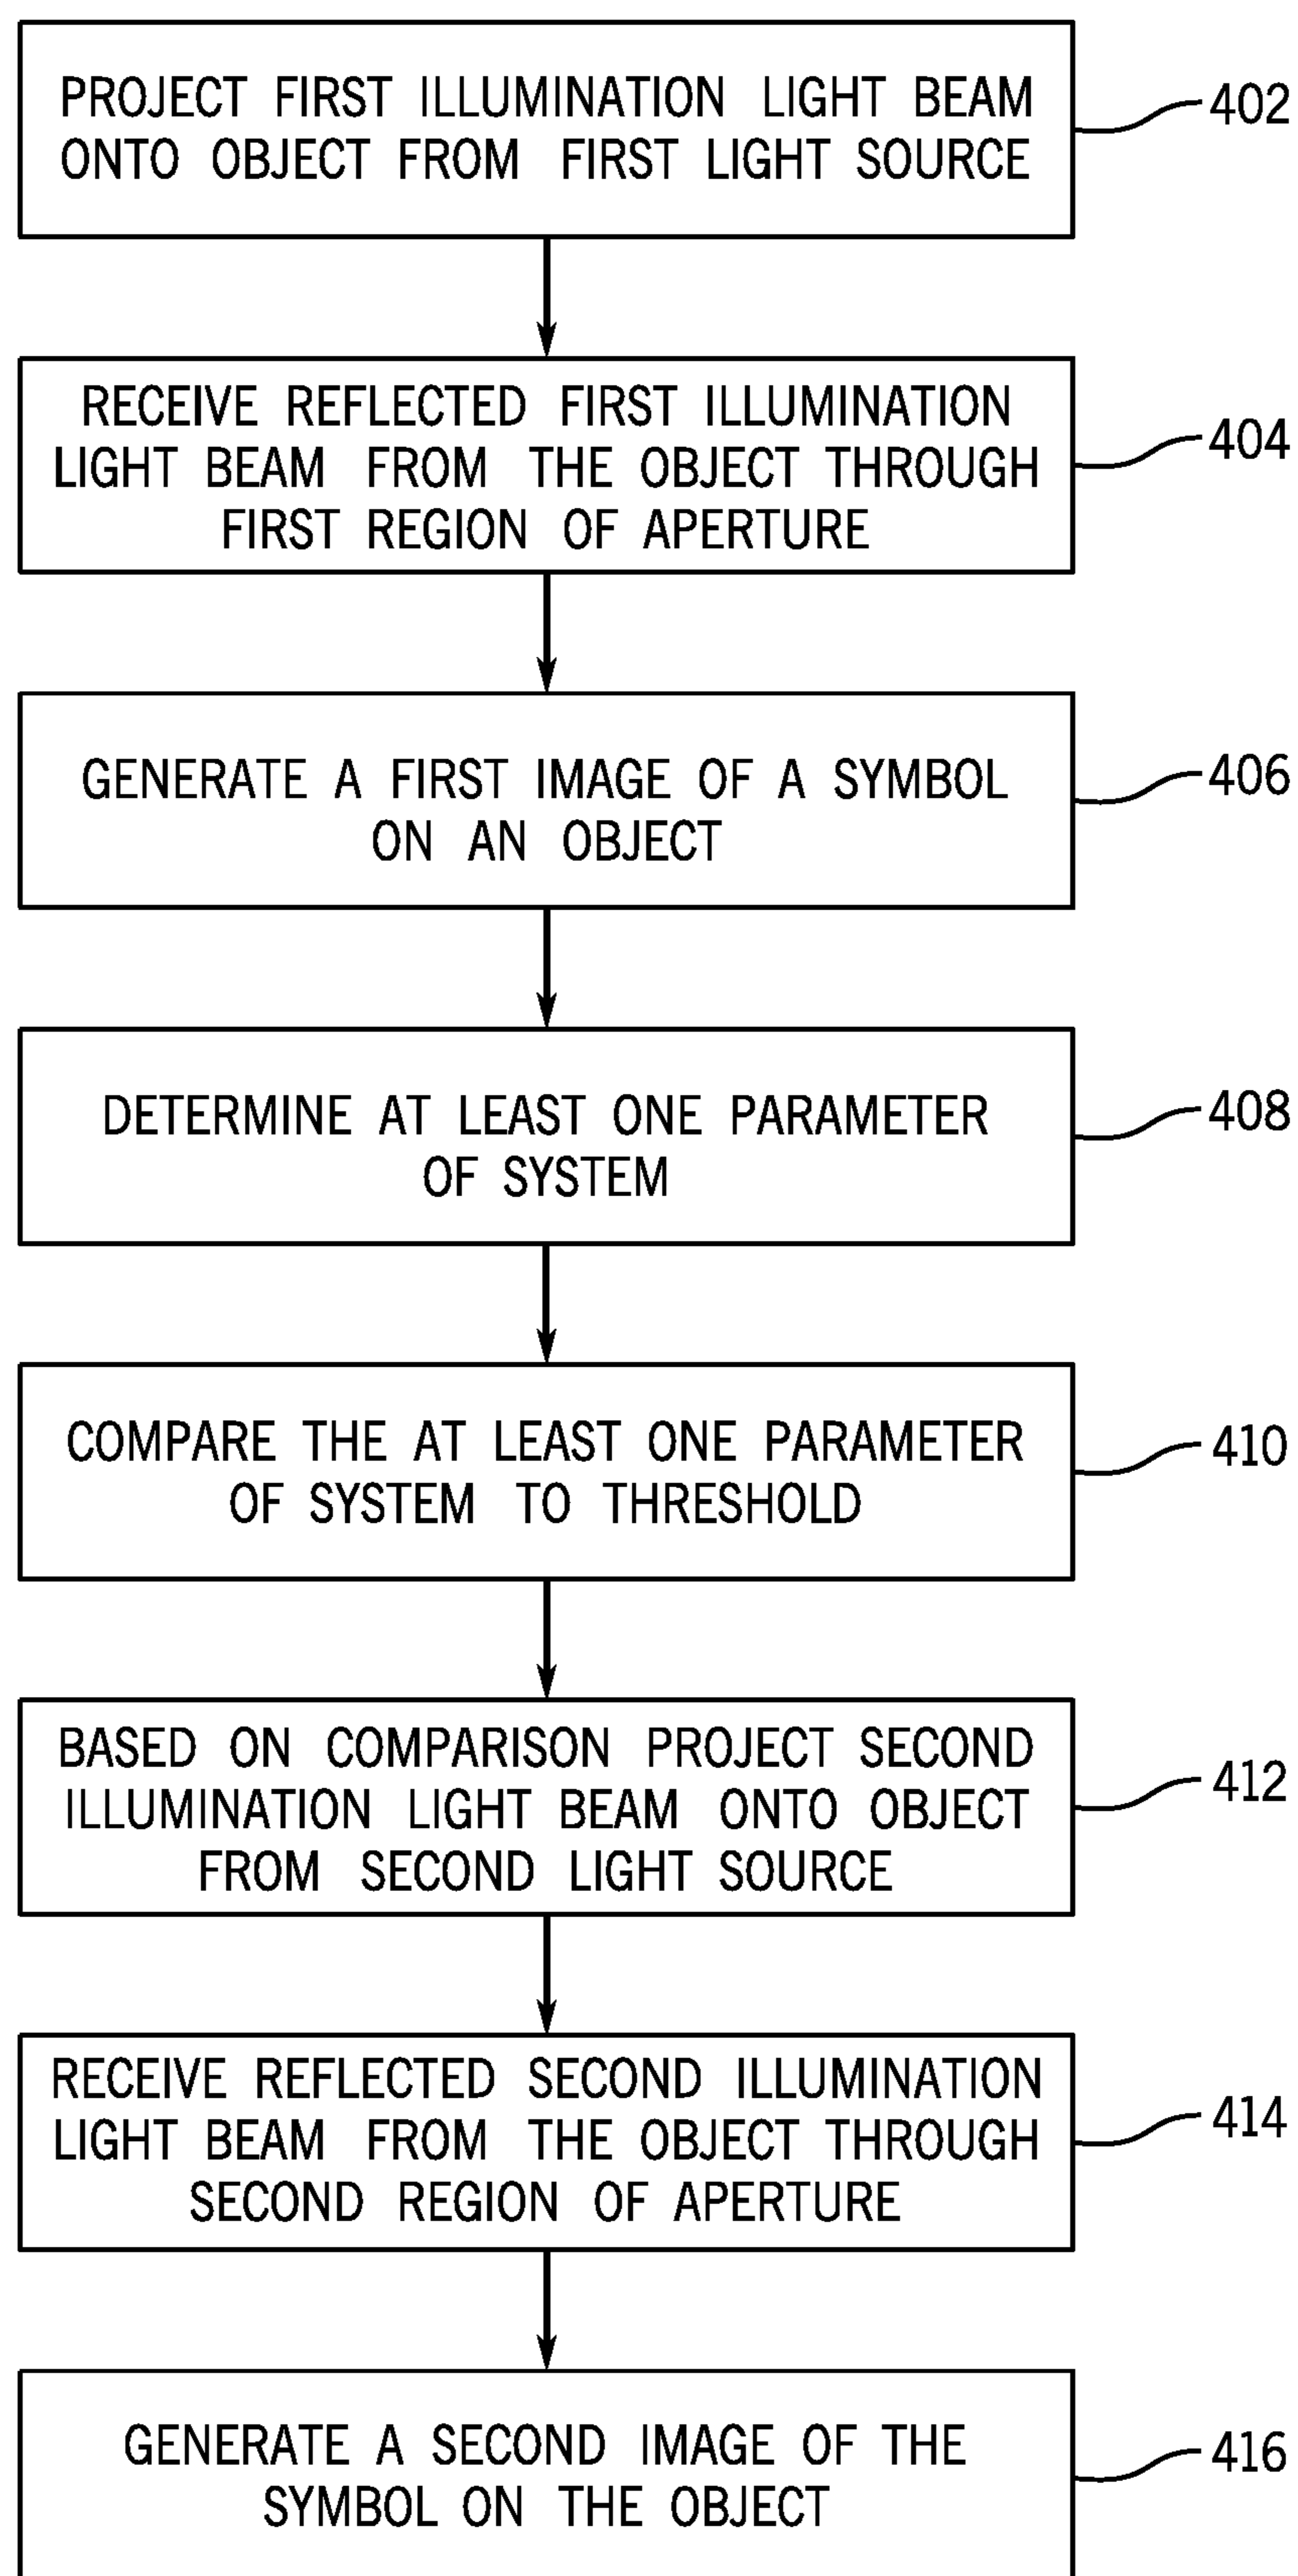 PROJECT FIRST ILLUMINATION LIGHT BEAM
ONTO OBJECT FROM FIRST LIGHT SOURCE
402
RECEIVE REFLECTED FIRST ILLUMINATION
LIGHT BEAM FROM THE OBJECT THROUGH
FIRST REGION OF APERTURE
404
GENERATE A FIRST IMAGE OF A SYMBOL
ON AN OBJECT
406
DETERMINE AT LEAST ONE PARAMETER
OF SYSTEM
408
COMPARE THE AT LEAST ONE PARAMETER
OF SYSTEM TO THRESHOLD
410
BASED ON COMPARISON PROJECT SECOND
ILLUMINATION LIGHT BEAM ONTO OBJECT
FROM SECOND LIGHT SOURCE
412
RECEIVE REFLECTED SECOND ILLUMINATION
LIGHT BEAM FROM THE OBJECT THROUGH
SECOND REGION OF APERTURE
414
GENERATE A SECOND IMAGE OF THE
SYMBOL ON THE OBJECT
416